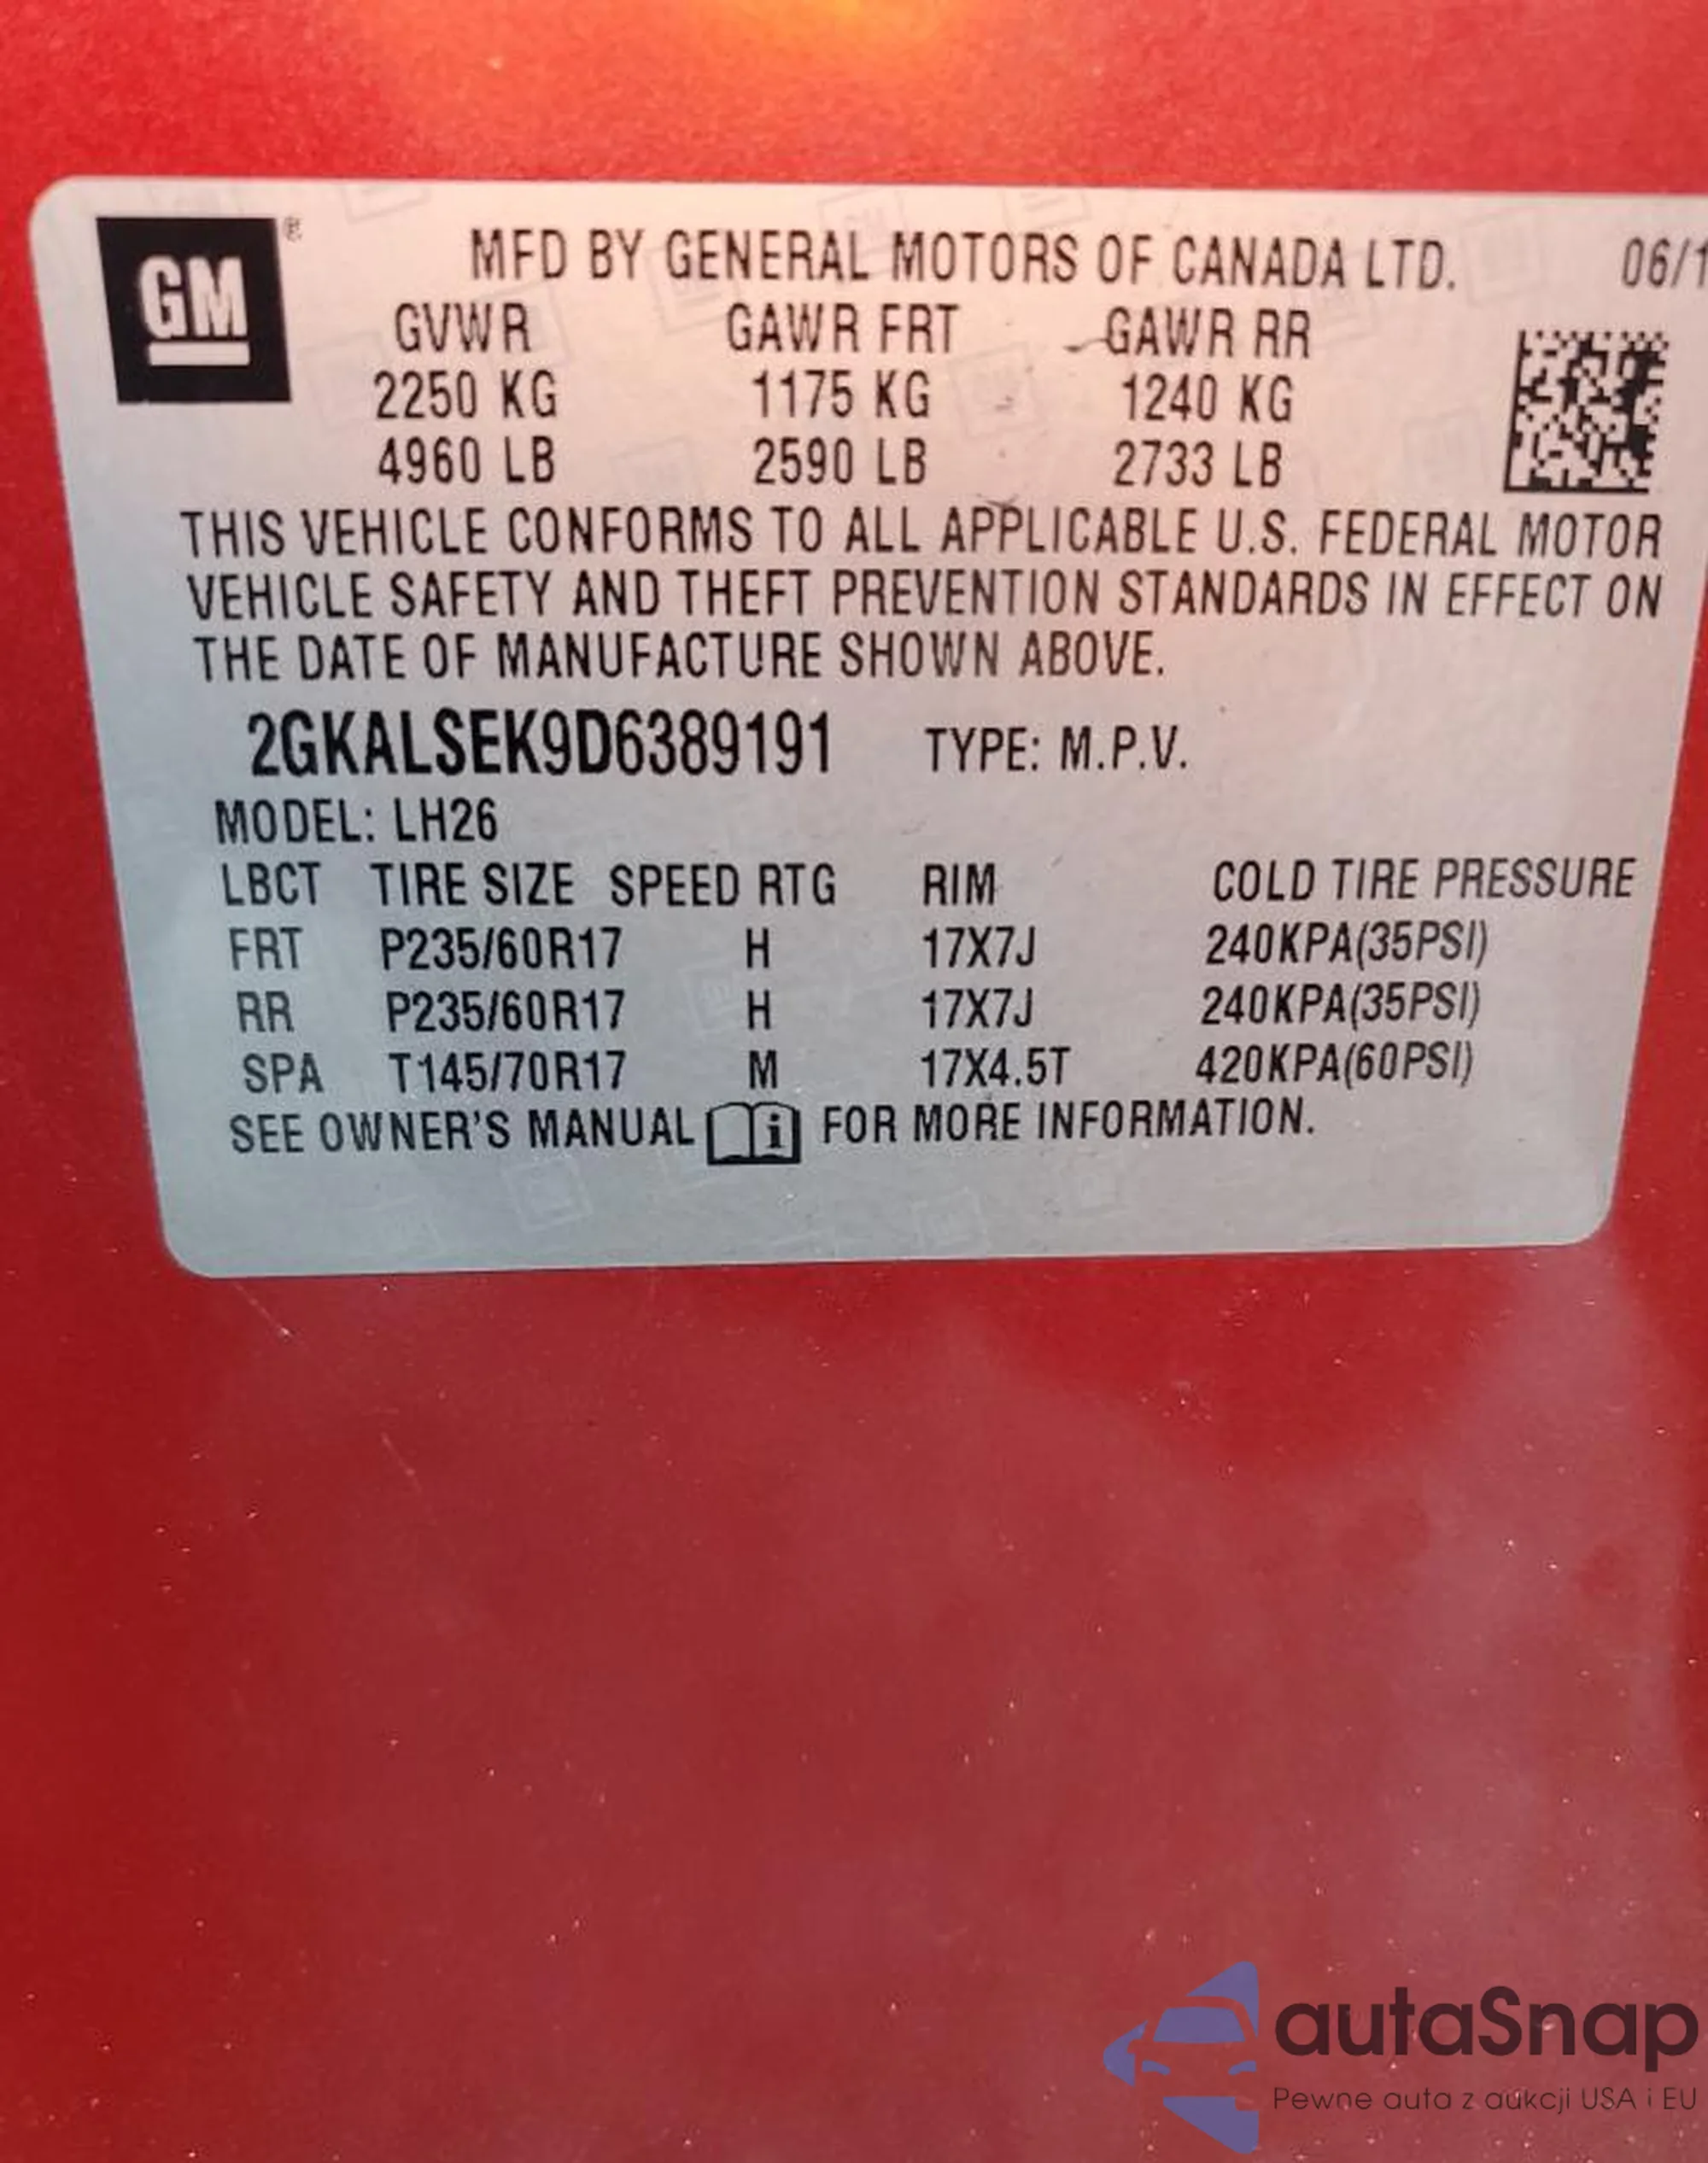 GM ®
MFD BY GENERAL MOTORS OF CANADA LTD. 06/1
GVWR GAWR FRT GAWR RR
2250 KG 1175 KG 1240 KG
4960 LB 2590 LB 2733 LB
THIS VEHICLE CONFORMS TO ALL APPLICABLE U.S. FEDERAL MOTOR
VEHICLE SAFETY AND THEFT PREVENTION STANDARDS IN EFFECT ON
THE DATE OF MANUFACTURE SHOWN ABOVE.
2GKALSEK9D6389191 TYPE: M.P.V.
MODEL: LH26
LBCT TIRE SIZE SPEED RTG RIM COLD TIRE PRESSURE
FRT P235/60R17 H 17X7J 240KPA(35PSI)
RR P235/60R17 H 17X7J 240KPA(35PSI)
SPA T145/70R17 M 17X4.5T 420KPA(60PSI)
SEE OWNER'S MANUAL i FOR MORE INFORMATION.
autaSnap
Pewne auta z aukcji USA i EU